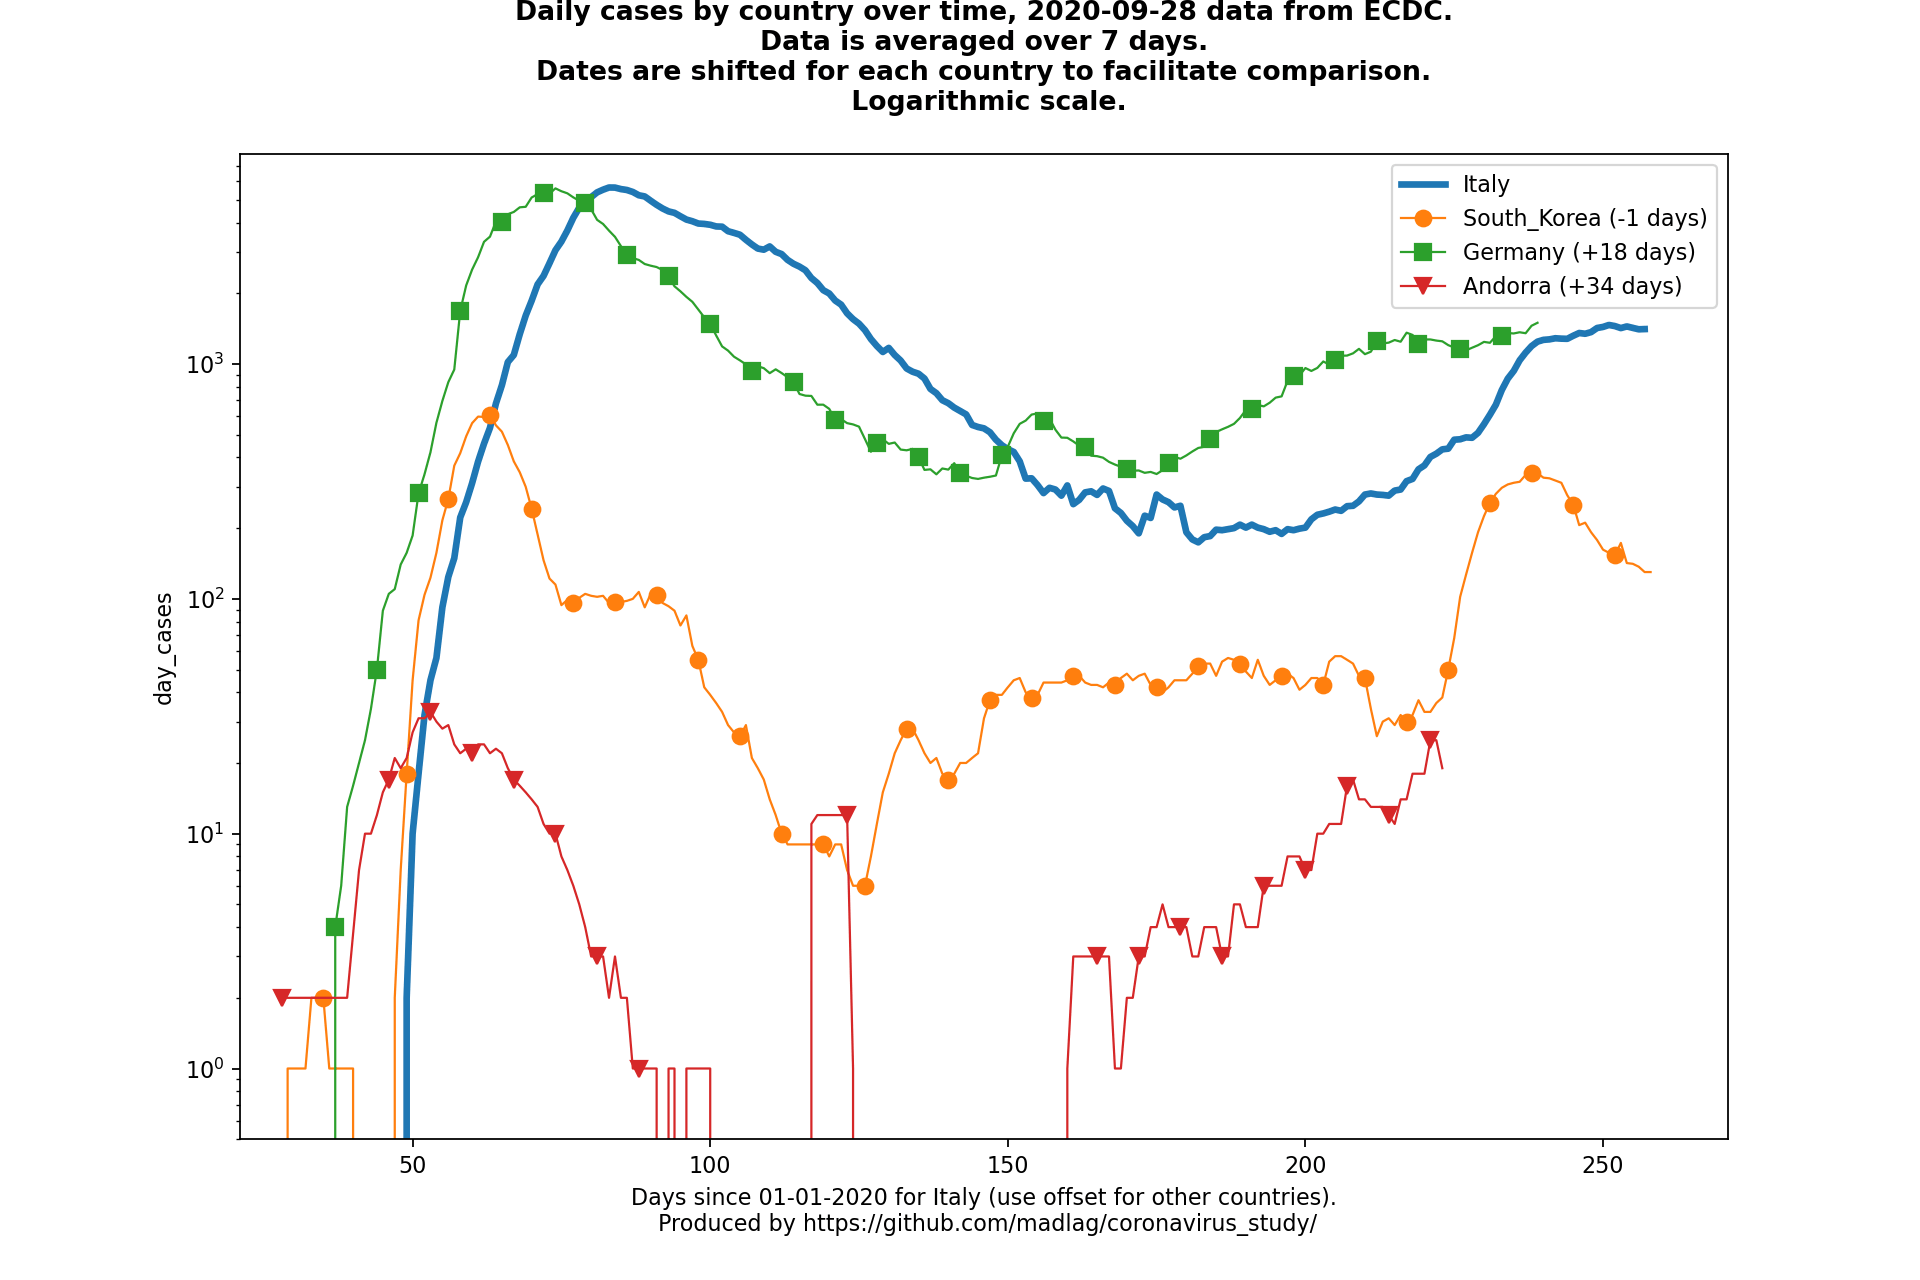 Daily cases by country over time, 2020-09-28 data from ECDC.
Data is averaged over 7 days.
Dates are shifted for each country to facilitate comparison.
Logarithmic scale.
Italy
South_Korea (-1 days)
Germany (+18 days)
Andorra (+34 days)
10³
10²
10¹
10⁰
day_cases
50 100 150 200 250
Days since 01-01-2020 for Italy (use offset for other countries).
Produced by https://github.com/madlag/coronavirus_study/